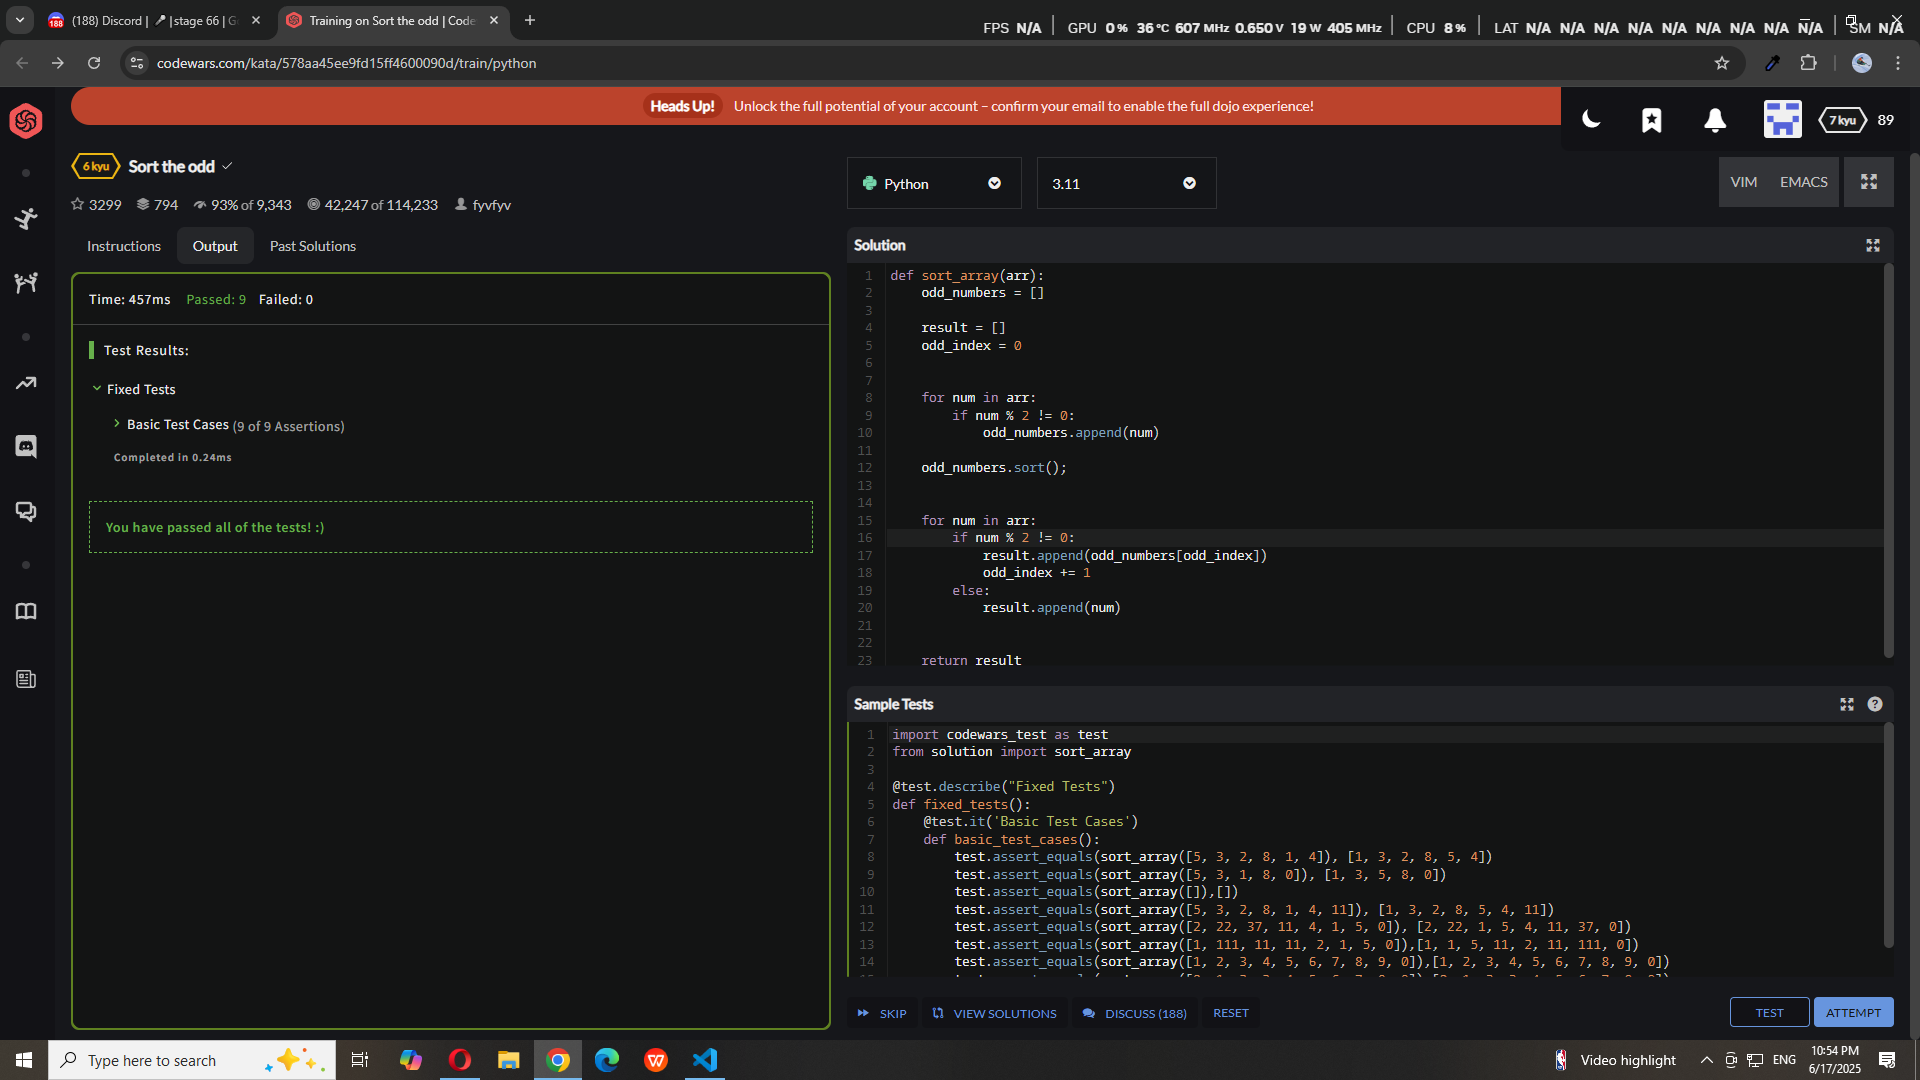 (188) Discord | 🎤 |stage 66 | G
Training on Sort the odd | Code
FPS N/A GPU 0 % 36 °C 607 MHz 0.650 V 19 W 405 MHz CPU 8 % LAT N/A N/A N/A N/A N/A N/A N/A N/A N/A SM N/A
codewars.com/kata/578aa45ee9fd15ff4600090d/train/python
Heads Up! Unlock the full potential of your account – confirm your email to enable the full dojo experience!
7 kyu 89
6 kyu Sort the odd
3299 794 93% of 9,343 42,247 of 114,233 fyvfyv
Instructions Output Past Solutions
Time: 457ms Passed: 9 Failed: 0
Test Results:
Fixed Tests
Basic Test Cases (9 of 9 Assertions)
Completed in 0.24ms
You have passed all of the tests! :)
Python 3.11 VIM EMACS
Solution
1 def sort_array(arr):
2 odd_numbers = []
3
4 result = []
5 odd_index = 0
6
7
8 for num in arr:
9 if num % 2 != 0:
10 odd_numbers.append(num)
11
12 odd_numbers.sort();
13
14
15 for num in arr:
16 if num % 2 != 0:
17 result.append(odd_numbers[odd_index])
18 odd_index += 1
19 else:
20 result.append(num)
21
22
23 return result
Sample Tests
1 import codewars_test as test
2 from solution import sort_array
3
4 @test.describe("Fixed Tests")
5 def fixed_tests():
6 @test.it('Basic Test Cases')
7 def basic_test_cases():
8 test.assert_equals(sort_array([5, 3, 2, 8, 1, 4]), [1, 3, 2, 8, 5, 4])
9 test.assert_equals(sort_array([5, 3, 1, 8, 0]), [1, 3, 5, 8, 0])
10 test.assert_equals(sort_array([]),[])
11 test.assert_equals(sort_array([5, 3, 2, 8, 1, 4, 11]), [1, 3, 2, 8, 5, 4, 11])
12 test.assert_equals(sort_array([2, 22, 37, 11, 4, 1, 5, 0]), [2, 22, 1, 5, 4, 11, 37, 0])
13 test.assert_equals(sort_array([1, 111, 11, 11, 2, 1, 5, 0]),[1, 1, 5, 11, 2, 11, 111, 0])
14 test.assert_equals(sort_array([1, 2, 3, 4, 5, 6, 7, 8, 9, 0]),[1, 2, 3, 4, 5, 6, 7, 8, 9, 0])
SKIP VIEW SOLUTIONS DISCUSS (188) RESET TEST ATTEMPT
Type here to search
Video highlight
ENG
10:54 PM
6/17/2025